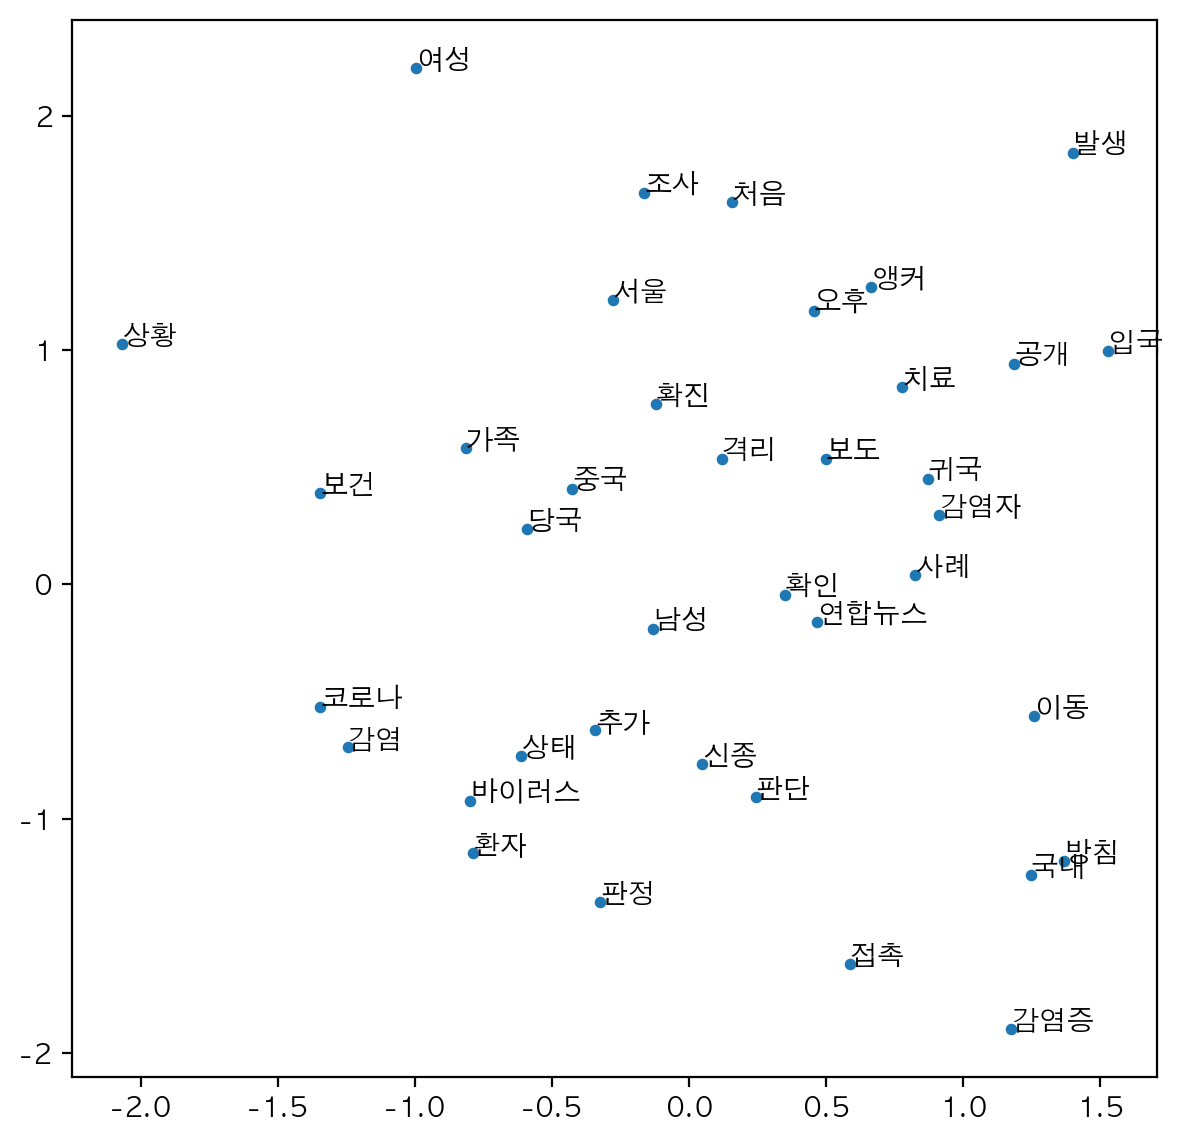 여성
2
발생
조사
처음
앵커
서울
오후
상황
1
공개
입국
치료
확진
가족
격리
보도
중국
귀국
보건
감염자
당국
사례
0
확인
연합뉴스
남성
코로나
이동
추가
감염
상태
신종
바이러스
판단
-1
환자
방침
국내
판정
접촉
감염증
-2
-2.0 -1.5 -1.0 -0.5 0.0 0.5 1.0 1.5